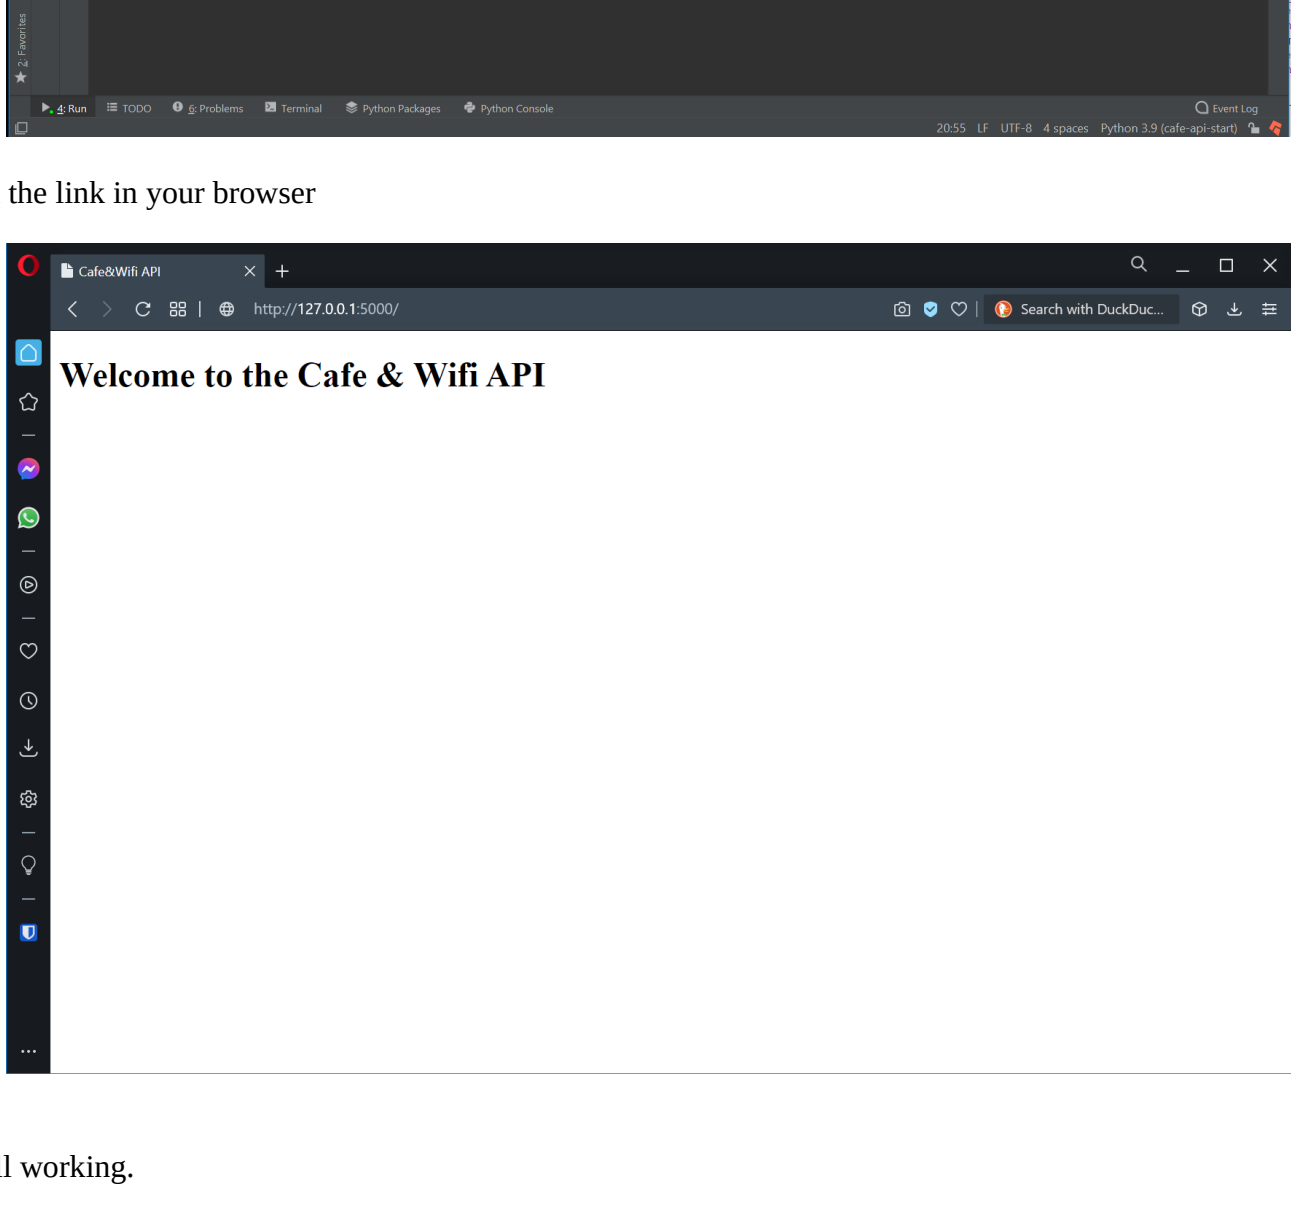 2: Favorites
4: Run TODO 6: Problems Terminal Python Packages Python Console Event Log
20:55 LF UTF-8 4 spaces Python 3.9 (cafe-api-start)
the link in your browser
Cafe&Wifi API
http://127.0.0.1:5000/ Search with DuckDuc...
Welcome to the Cafe & Wifi API
working.